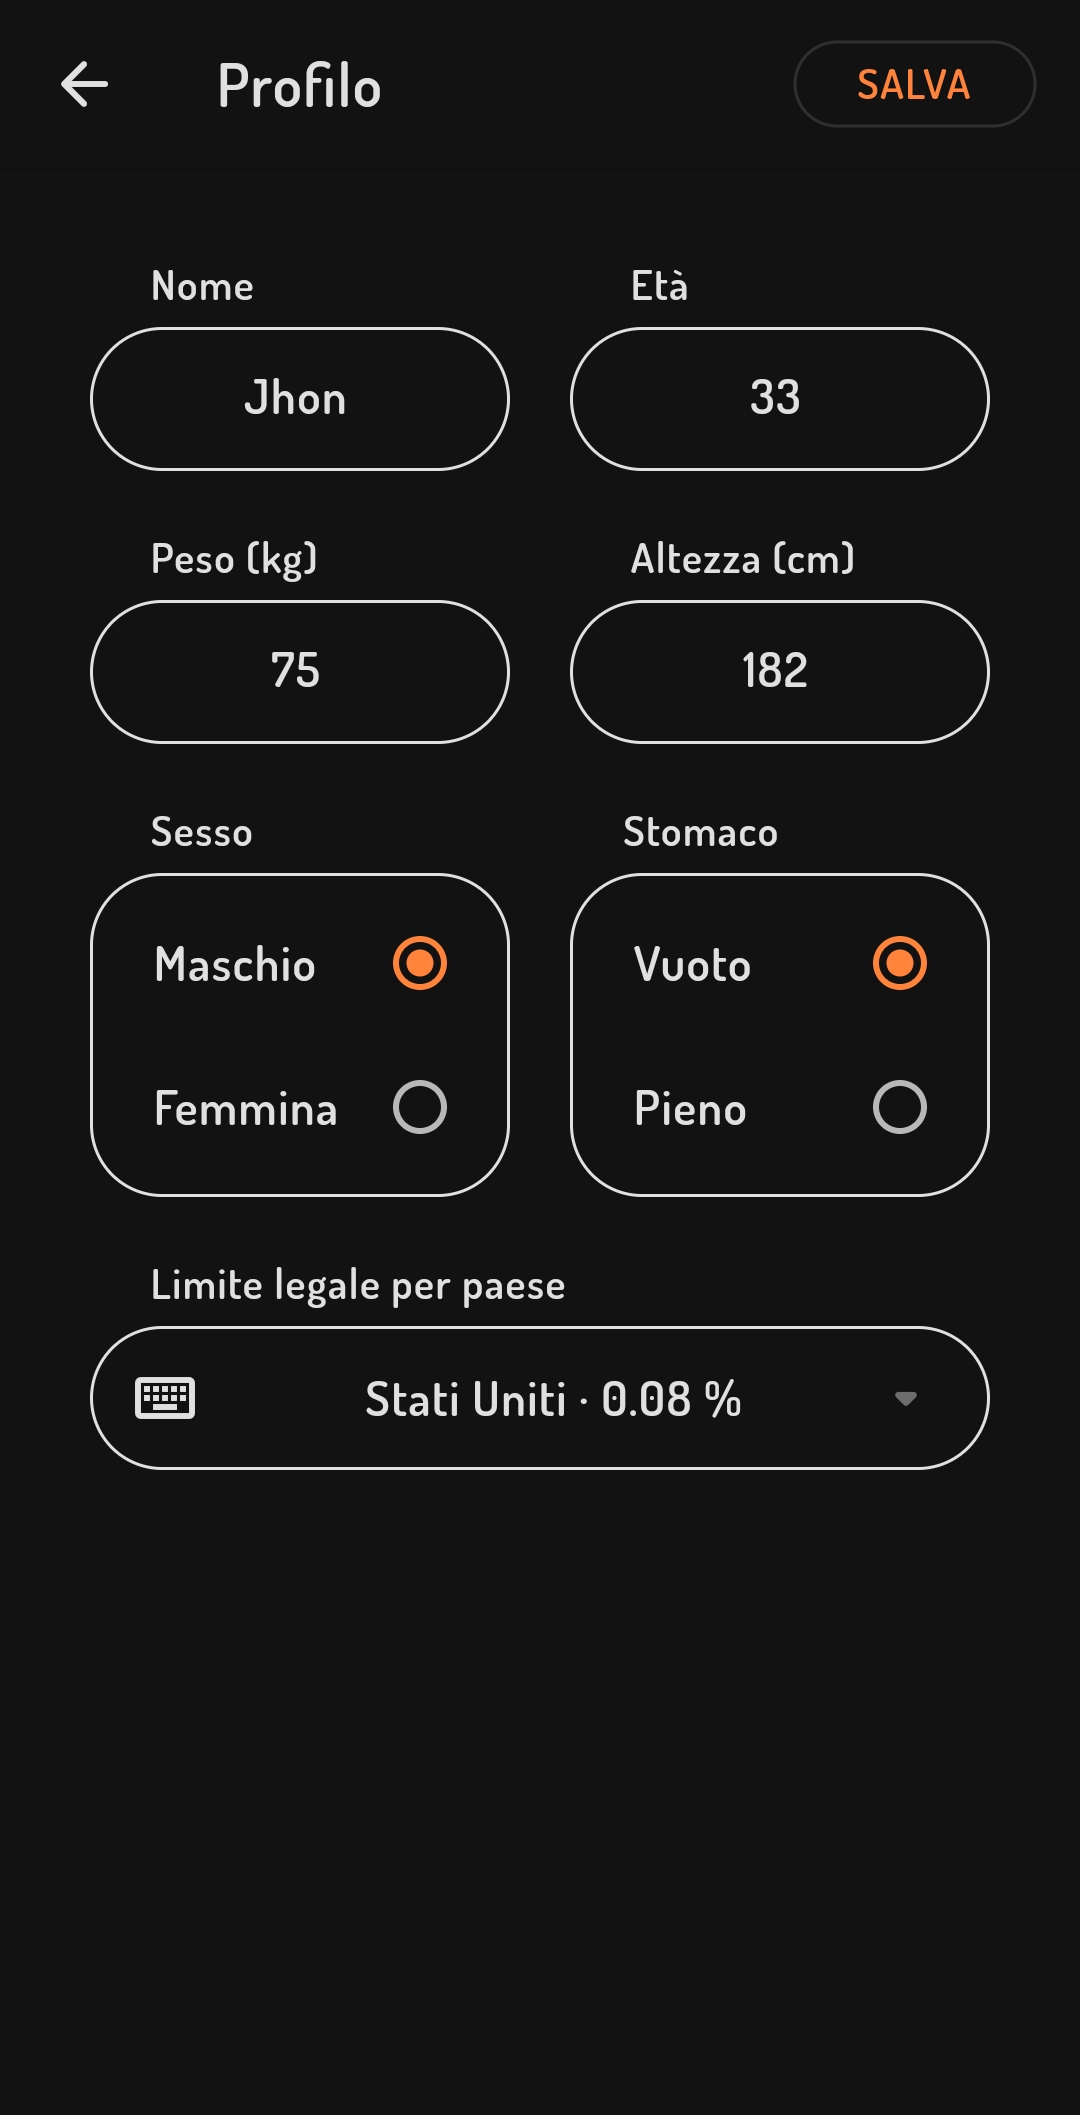 Profilo
SALVA
Nome
Età
Jhon
33
Peso (kg)
Altezza (cm)
75
182
Sesso
Stomaco
Maschio
Vuoto
Femmina
Pieno
Limite legale per paese
Stati Uniti · 0.08 %